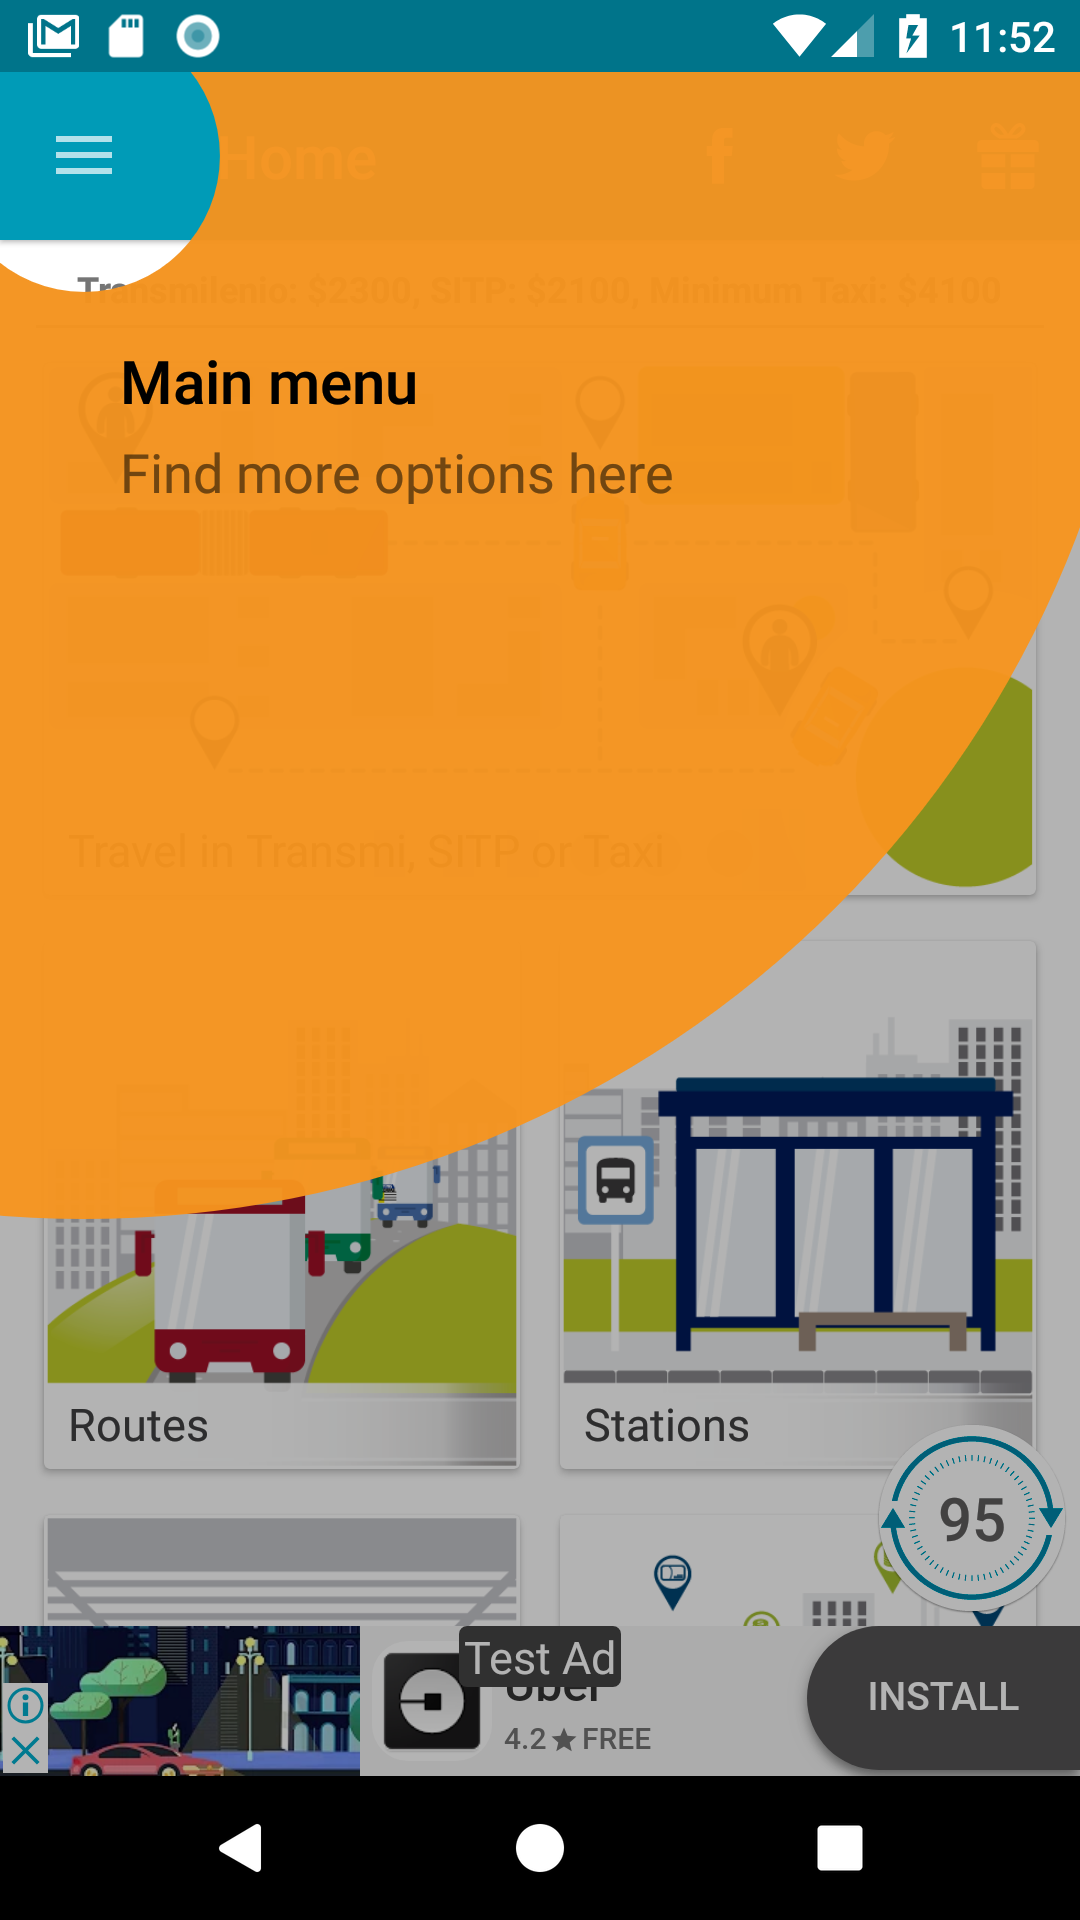 11:52
Home
Transmilenio: $2300, SITP: $2100, Minimum Taxi: $4100
Main menu
Find more options here
Travel in Transmi, SITP or Taxi
Routes
Stations
95
Test Ad
Uber
4.2 ★ FREE
INSTALL